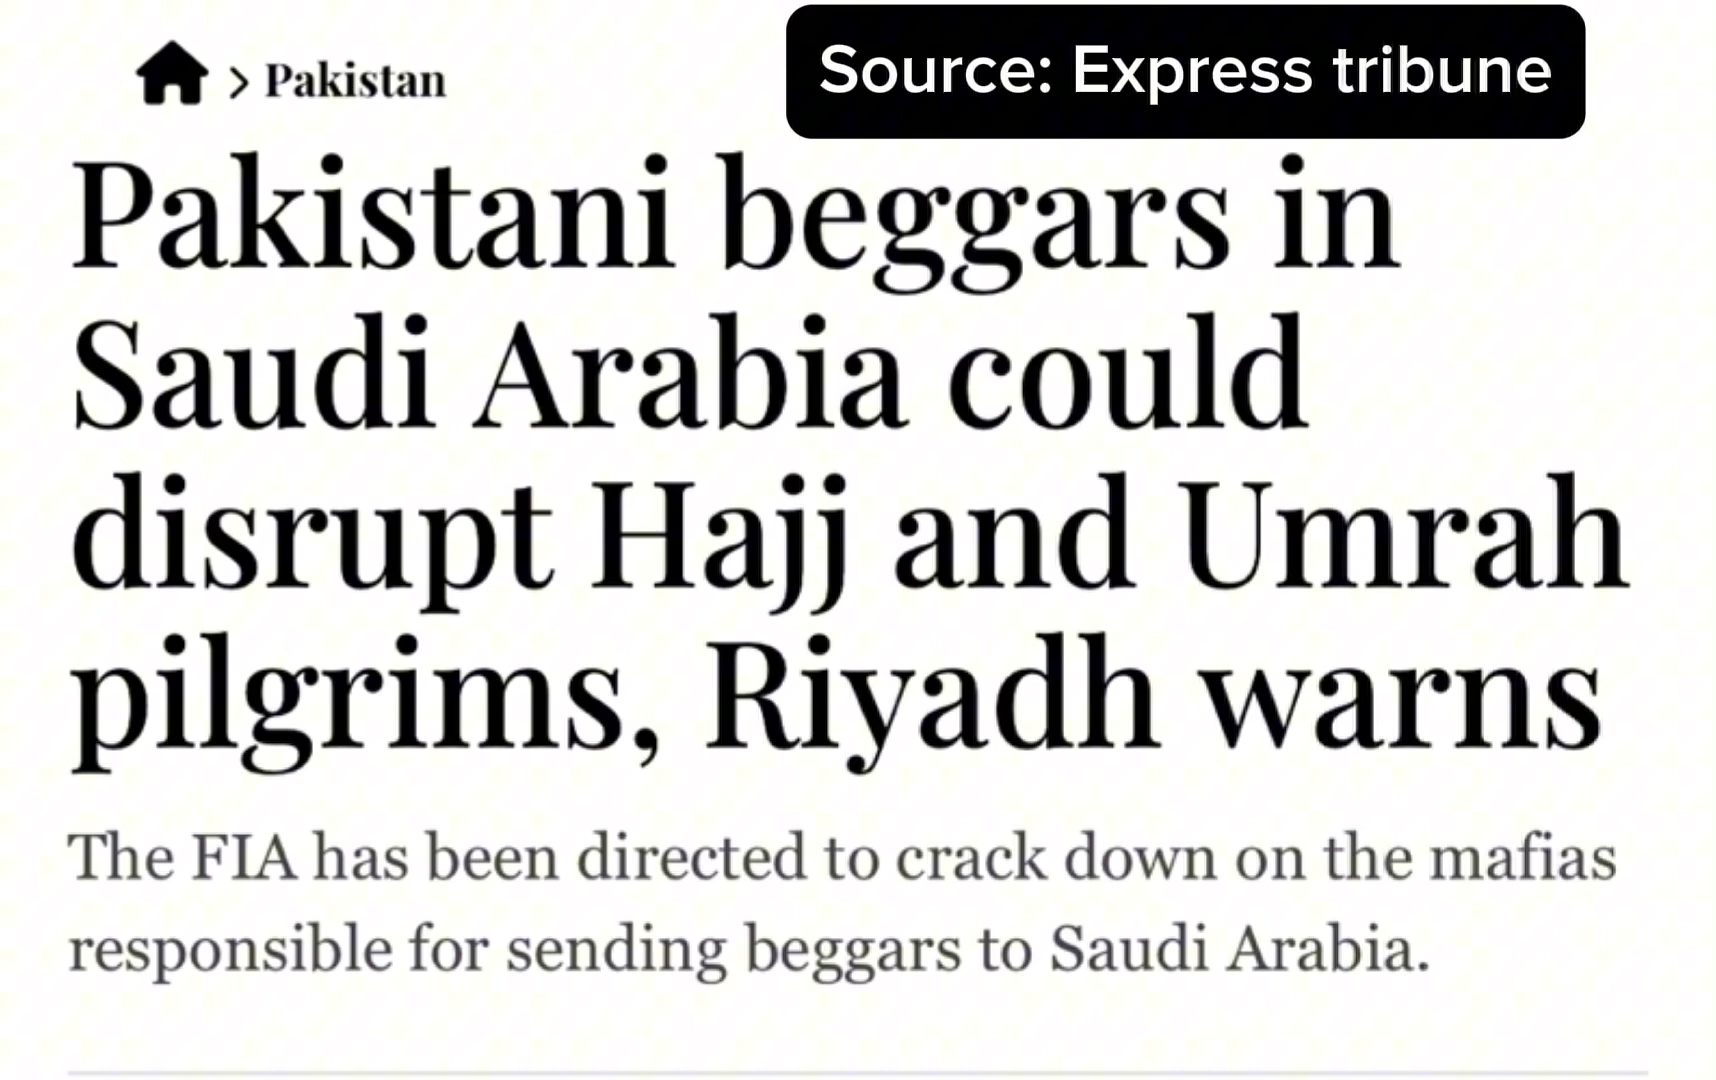 > Pakistan
Source: Express tribune
Pakistani beggars in
Saudi Arabia could
disrupt Hajj and Umrah
pilgrims, Riyadh warns
The FIA has been directed to crack down on the mafias
responsible for sending beggars to Saudi Arabia.